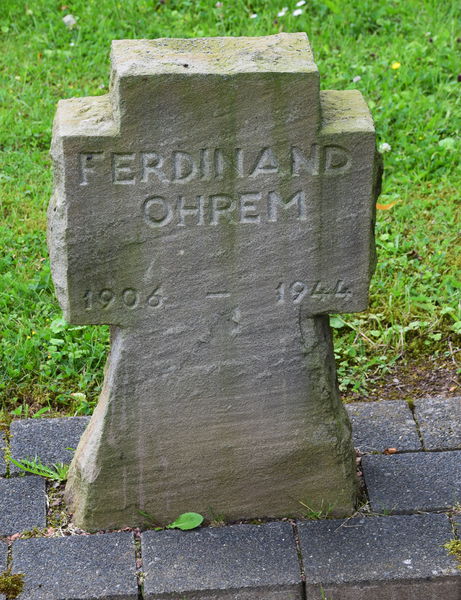 FERDINAND
OHREM
1906 – 1944